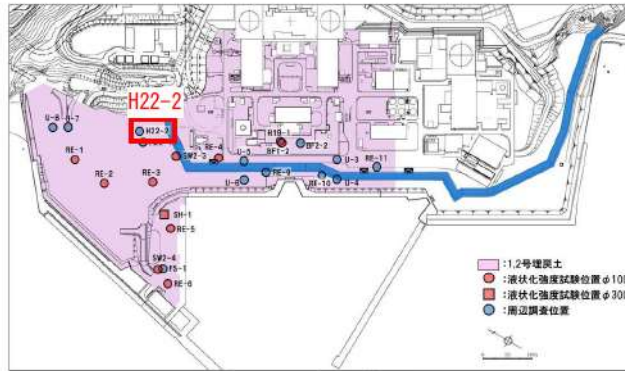 H22-2
U-8
U-7
H22-2
RE-1
SW2-3
RE-4
U-5
H19-1
BF1-2
BF2-2
U-3
RE-11
RE-2
RE-3
U-6
RE-9
RE-10
U-4
SH-1
RE-5
SW2-4
FS-1
RE-6
:1,2号埋戻土
:液状化強度試験位置φ100
:液状化強度試験位置φ300
:周辺調査位置